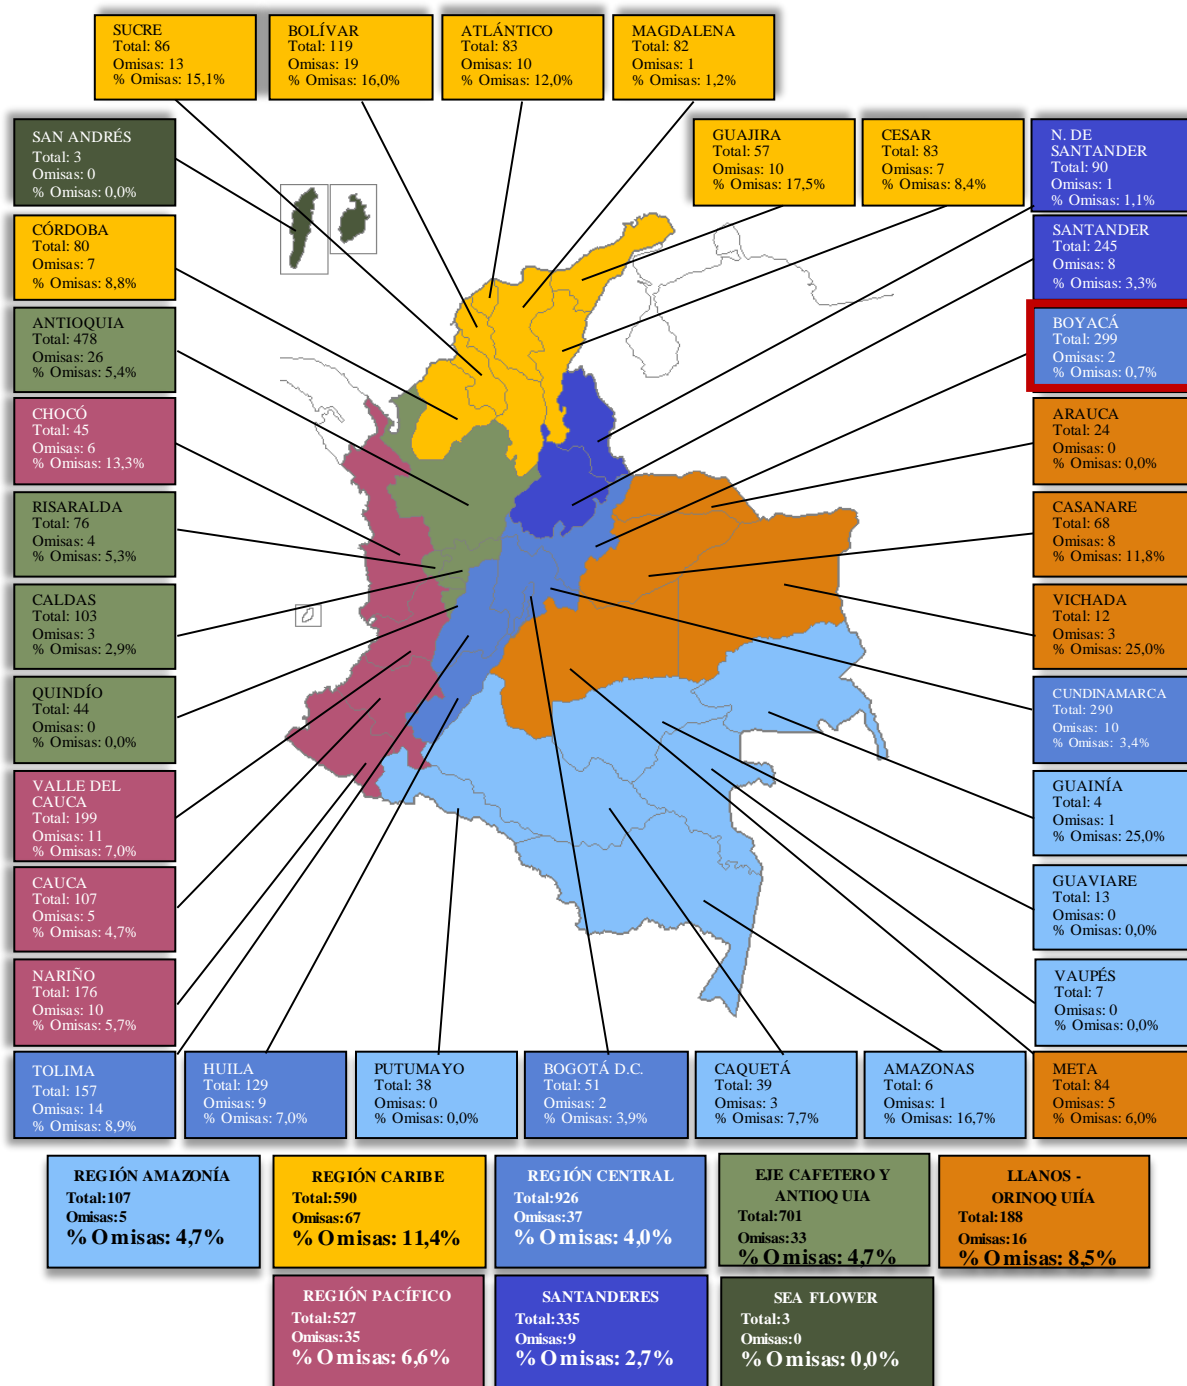 SUCRE
Total: 86
Omisas: 13
% Omisas: 15,1%
BOLÍVAR
Total: 119
Omisas: 19
% Omisas: 16,0%
ATLÁNTICO
Total: 83
Omisas: 10
% Omisas: 12,0%
MAGDALENA
Total: 82
Omisas: 1
% Omisas: 1,2%
SAN ANDRÉS
Total: 3
Omisas: 0
% Omisas: 0,0%
GUAJIRA
Total: 57
Omisas: 10
% Omisas: 17,5%
CESAR
Total: 83
Omisas: 7
% Omisas: 8,4%
N. DE
SANTANDER
Total: 90
Omisas: 1
% Omisas: 1,1%
CÓRDOBA
Total: 80
Omisas: 7
% Omisas: 8,8%
SANTANDER
Total: 245
Omisas: 8
% Omisas: 3,3%
ANTIOQUIA
Total: 478
Omisas: 26
% Omisas: 5,4%
BOYACÁ
Total: 299
Omisas: 2
% Omisas: 0,7%
CHOCÓ
Total: 45
Omisas: 6
% Omisas: 13,3%
ARAUCA
Total: 24
Omisas: 0
% Omisas: 0,0%
RISARALDA
Total: 76
Omisas: 4
% Omisas: 5,3%
CASANARE
Total: 68
Omisas: 8
% Omisas: 11,8%
CALDAS
Total: 103
Omisas: 3
% Omisas: 2,9%
VICHADA
Total: 12
Omisas: 3
% Omisas: 25,0%
QUINDÍO
Total: 44
Omisas: 0
% Omisas: 0,0%
CUNDINAMARCA
Total: 290
Omisas: 10
% Omisas: 3,4%
VALLE DEL
CAUCA
Total: 199
Omisas: 11
% Omisas: 7,0%
GUAINÍA
Total: 4
Omisas: 1
% Omisas: 25,0%
CAUCA
Total: 107
Omisas: 5
% Omisas: 4,7%
GUAVIARE
Total: 13
Omisas: 0
% Omisas: 0,0%
NARIÑO
Total: 176
Omisas: 10
% Omisas: 5,7%
VAUPÉS
Total: 7
Omisas: 0
% Omisas: 0,0%
TOLIMA
Total: 157
Omisas: 14
% Omisas: 8,9%
HUILA
Total: 129
Omisas: 9
% Omisas: 7,0%
PUTUMAYO
Total: 38
Omisas: 0
% Omisas: 0,0%
BOGOTÁ D.C.
Total: 51
Omisas: 2
% Omisas: 3,9%
CAQUETÁ
Total: 39
Omisas: 3
% Omisas: 7,7%
AMAZONAS
Total: 6
Omisas: 1
% Omisas: 16,7%
META
Total: 84
Omisas: 5
% Omisas: 6,0%
REGIÓN AMAZONÍA
Total:107
Omisas:5
% Omisas: 4,7%
REGIÓN CARIBE
Total:590
Omisas:67
% Omisas: 11,4%
REGIÓN CENTRAL
Total:926
Omisas:37
% Omisas: 4,0%
EJE CAFETERO Y
ANTIOQUIA
Total:701
Omisas:33
% Omisas: 4,7%
LLANOS -
ORINOQUIÍA
Total:188
Omisas:16
% Omisas: 8,5%
REGIÓN PACÍFICO
Total:527
Omisas:35
% Omisas: 6,6%
SANTANDERES
Total:335
Omisas:9
% Omisas: 2,7%
SEA FLOWER
Total:3
Omisas:0
% Omisas: 0,0%